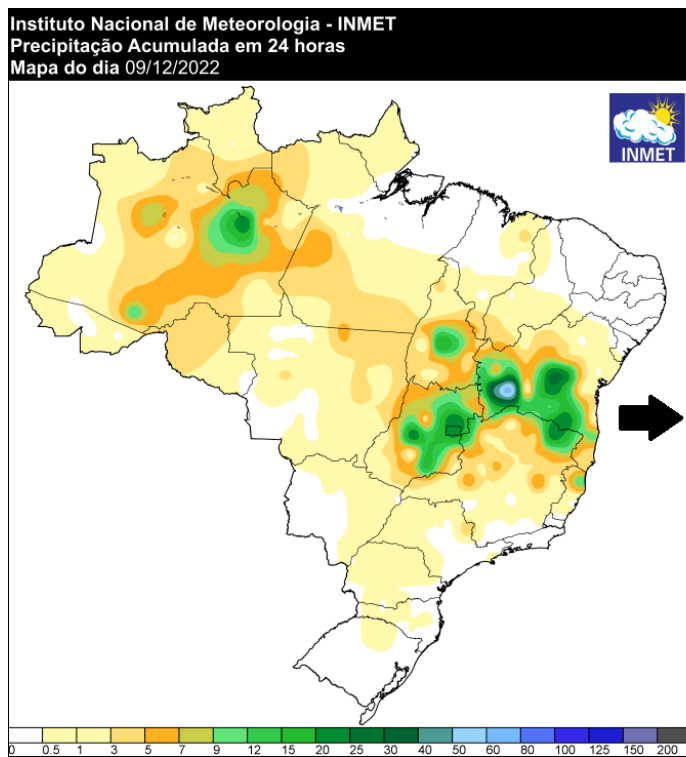 Instituto Nacional de Meteorologia - INMET
Precipitação Acumulada em 24 horas
Mapa do dia 09/12/2022
INMET
0 0.5 1 3 5 7 9 12 15 20 25 30 40 50 60 80 100 125 150 200